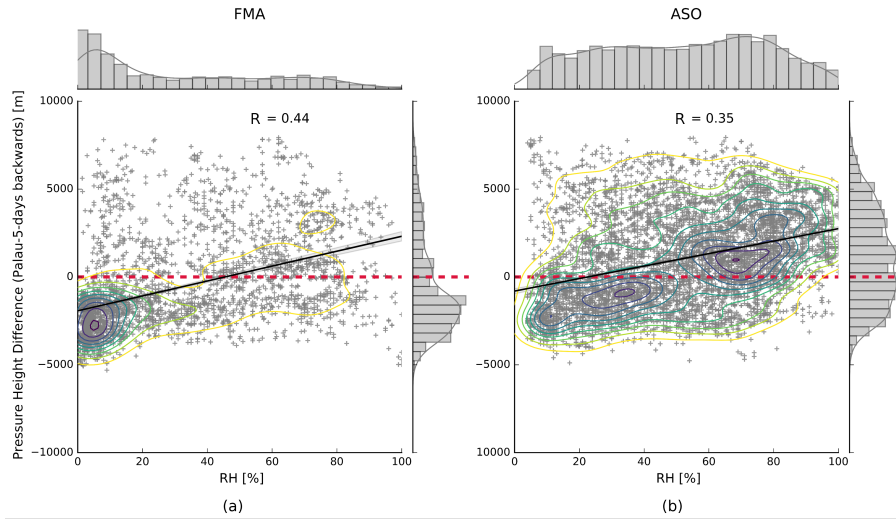 FMA
ASO
Pressure Height Difference (Palau-5-days backwards) [m]
10000
5000
0
−5000
−10000
R = 0.44
0 20 40 60 80 100
RH [%]
(a)
10000
5000
0
−5000
10000
R = 0.35
0 20 40 60 80 100
RH [%]
(b)